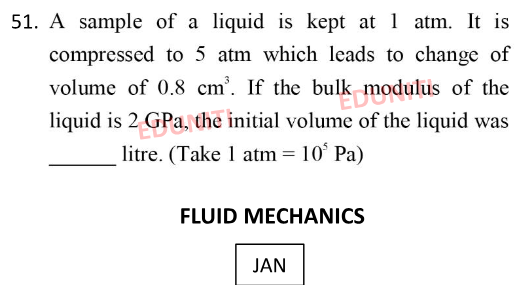 51. A sample of a liquid is kept at 1 atm. It is
compressed to 5 atm which leads to change of
volume of 0.8 cm³. If the bulk modulus of the
EDUNITI
liquid is 2 GPa, the initial volume of the liquid was
EDUNITI
______ litre. (Take 1 atm = 10⁵ Pa)
FLUID MECHANICS
JAN